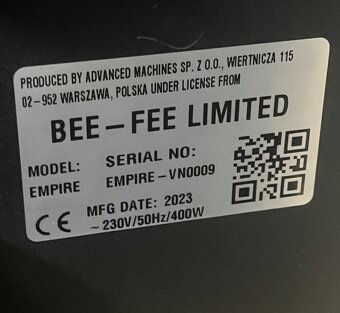 PRODUCED BY ADVANCED MACHINES SP. Z O.O., WIERTNICZA 115
02-952 WARSZAWA, POLSKA UNDER LICENSE FROM
BEE-FEE LIMITED
MODEL: SERIAL NO:
EMPIRE EMPIRE-VN0009
CE MFG DATE: 2023
~ 230V/50Hz/400W